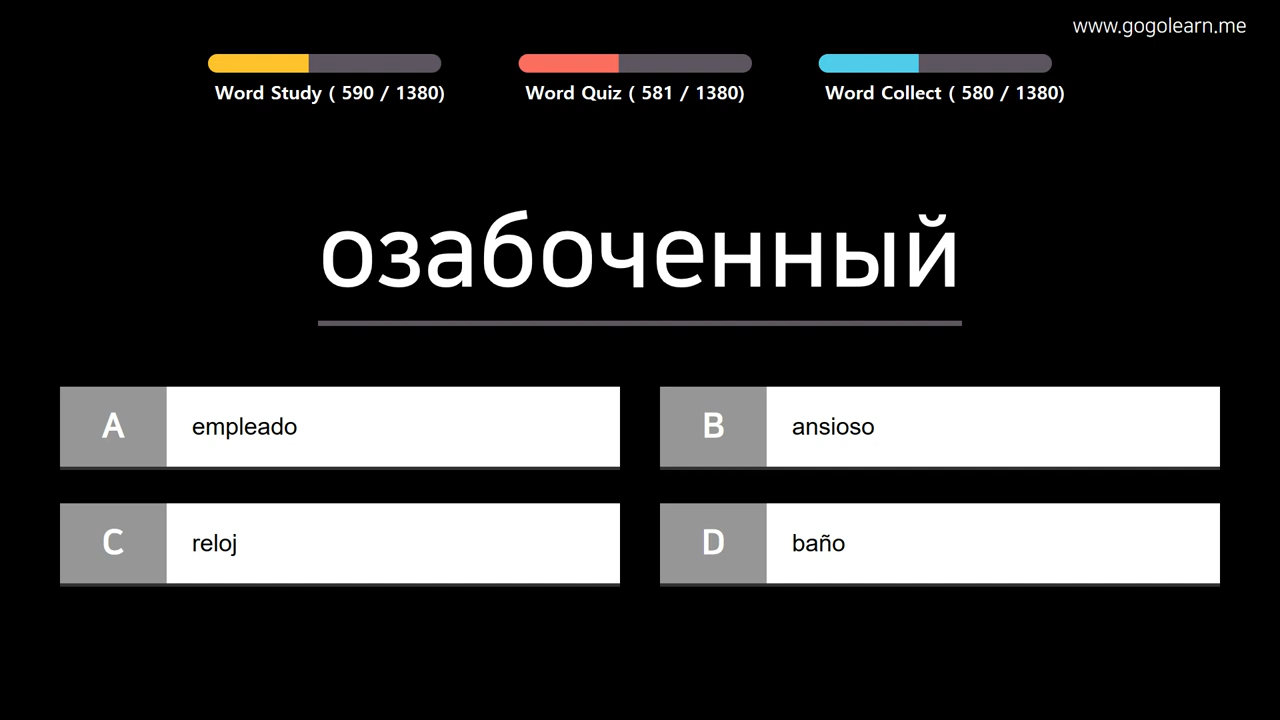 www.gogolearn.me
Word Study ( 590 / 1380)
Word Quiz ( 581 / 1380)
Word Collect ( 580 / 1380)
озабоченный
A empleado
B ansioso
C reloj
D baño